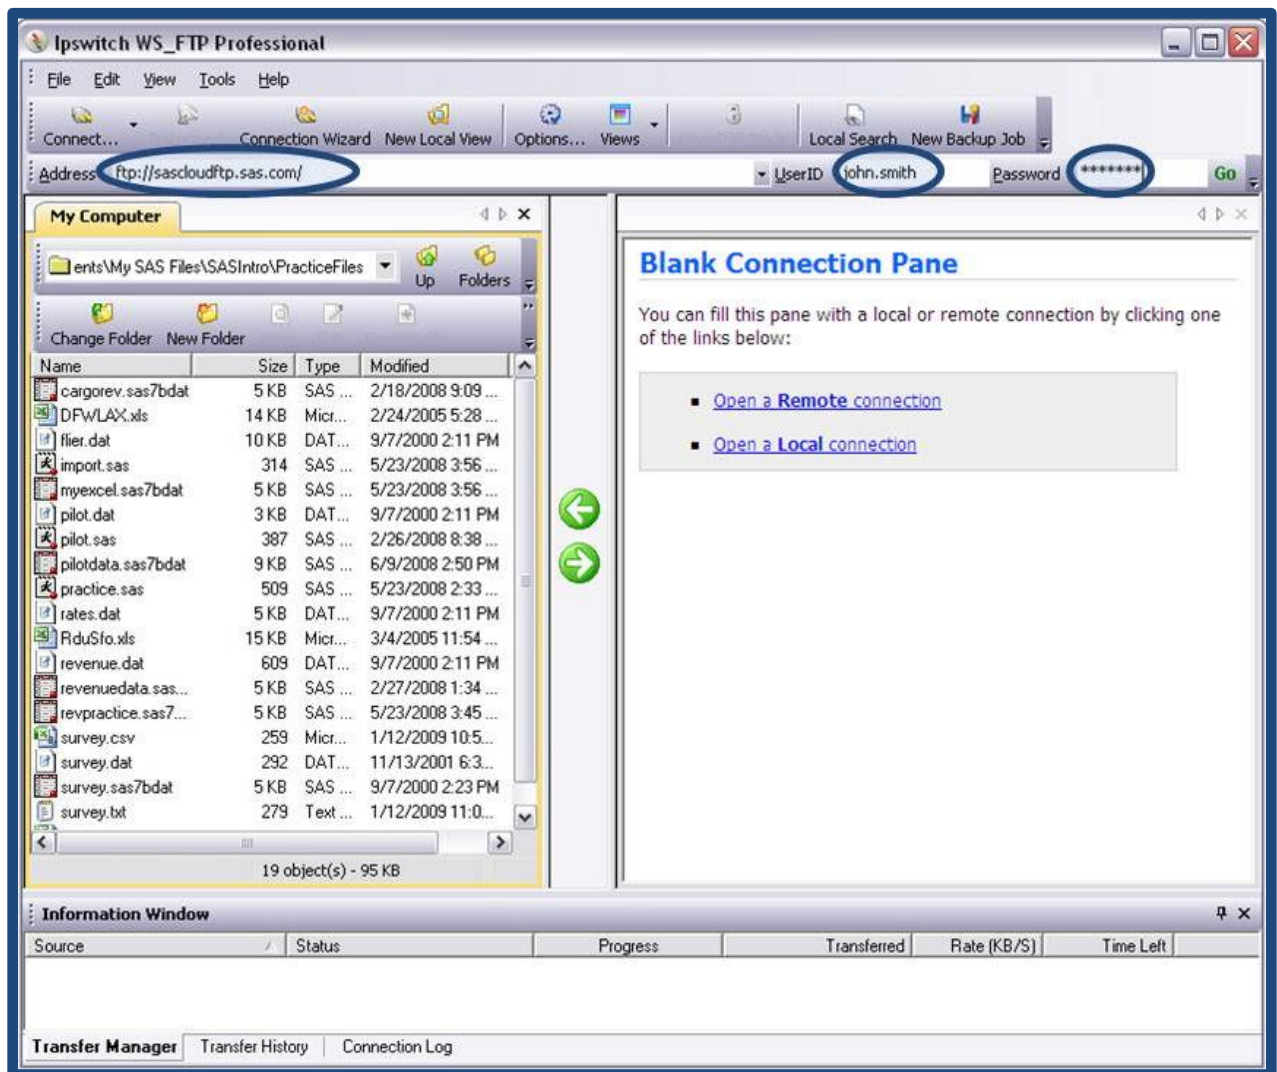 Ipswitch WS_FTP Professional
File Edit View Tools Help
Connect... Connection Wizard New Local View Options... Views Local Search New Backup Job
Address ftp://sascloudftp.sas.com/ UserID john.smith Password ******* Go
My Computer
ents\My SAS Files\SASIntro\PracticeFiles Up Folders
Change Folder New Folder
Name Size Type Modified
cargorev.sas7bdat 5 KB SAS ... 2/18/2008 9:09 ...
DFWLAX.xls 14 KB Micr... 2/24/2005 5:28 ...
flier.dat 10 KB DAT... 9/7/2000 2:11 PM
import.sas 314 SAS ... 5/23/2008 3:56 ...
myexcel.sas7bdat 5 KB SAS ... 5/23/2008 3:56 ...
pilot.dat 3 KB DAT... 9/7/2000 2:11 PM
pilot.sas 387 SAS ... 2/26/2008 8:38 ...
pilotdata.sas7bdat 9 KB SAS ... 6/9/2008 2:50 PM
practice.sas 509 SAS ... 5/23/2008 2:33 ...
rates.dat 5 KB DAT... 9/7/2000 2:11 PM
RduSfo.xls 15 KB Micr... 3/4/2005 11:54 ...
revenue.dat 609 DAT... 9/7/2000 2:11 PM
revenuedata.sas... 5 KB SAS ... 2/27/2008 1:34 ...
revpractice.sas7... 5 KB SAS ... 5/23/2008 3:45 ...
survey.csv 259 Micr... 1/12/2009 10:5...
survey.dat 292 DAT... 11/13/2001 6:3...
survey.sas7bdat 5 KB SAS ... 9/7/2000 2:23 PM
survey.txt 279 Text ... 1/12/2009 11:0...
19 object(s) - 95 KB
Blank Connection Pane
You can fill this pane with a local or remote connection by clicking one
of the links below:
Open a Remote connection
Open a Local connection
Information Window
Source Status Progress Transferred Rate (KB/S) Time Left
Transfer Manager Transfer History Connection Log